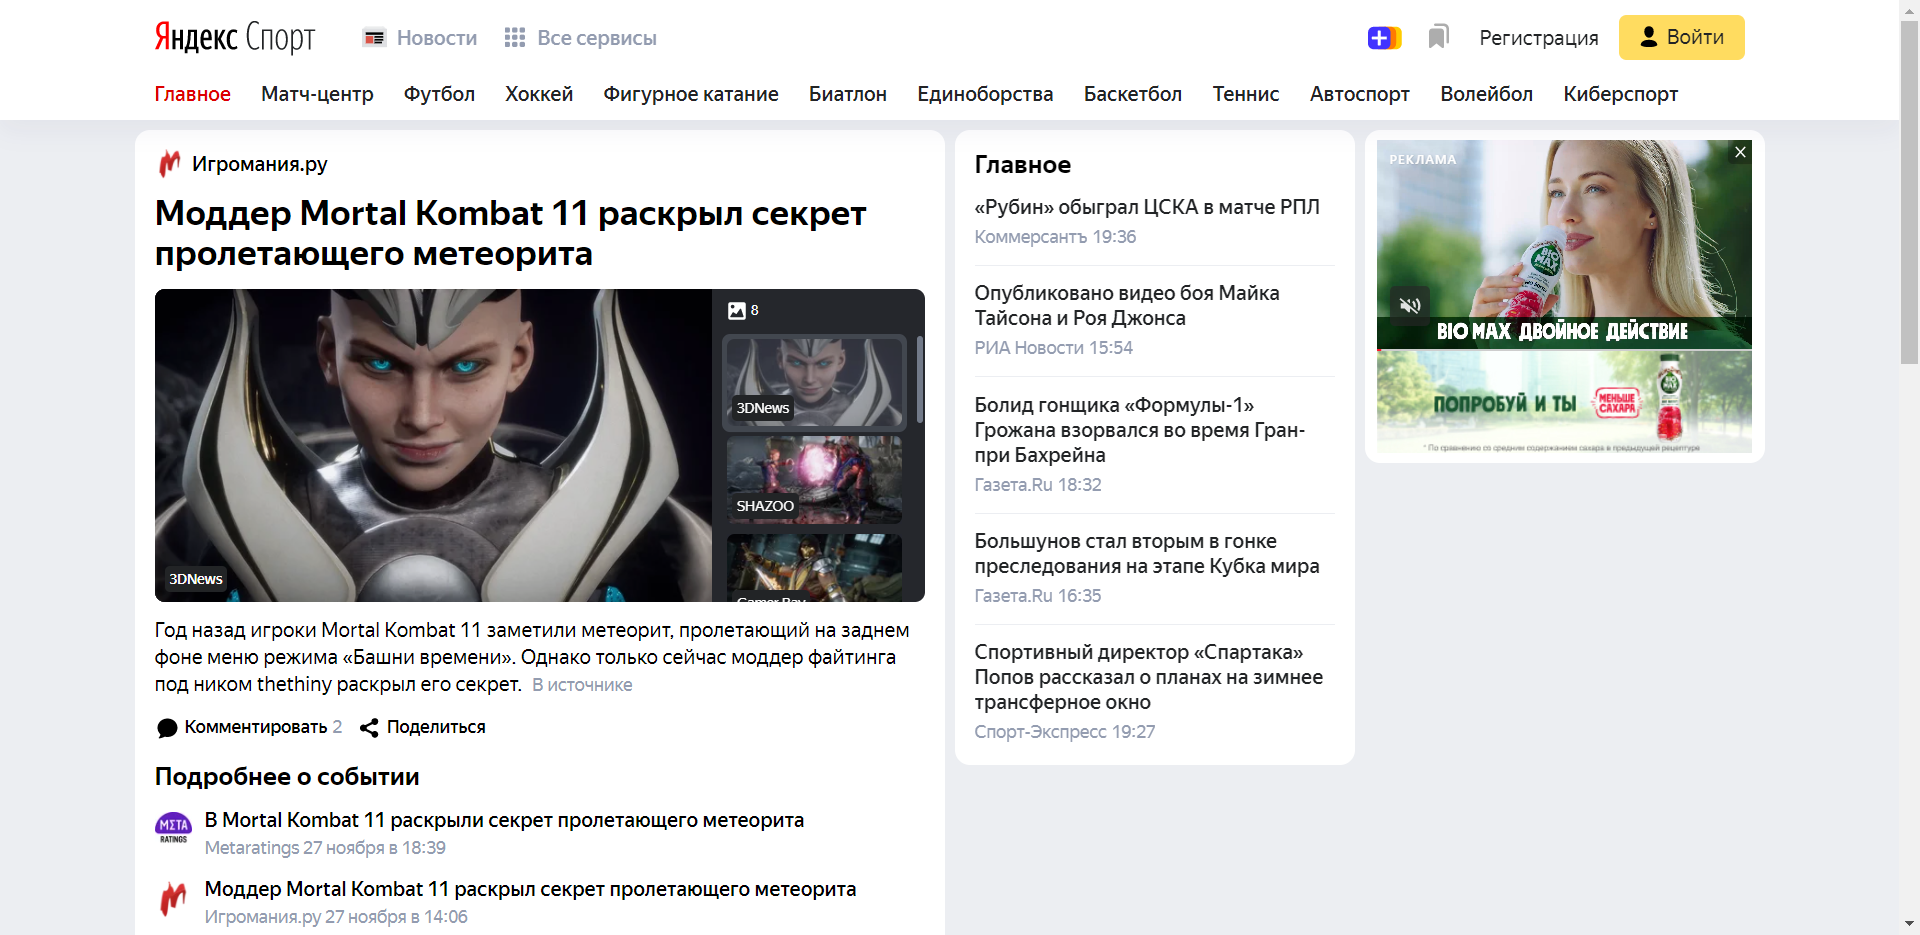 Яндекс Спорт
Новости
Все сервисы
Регистрация
Войти
Главное
Матч-центр
Футбол
Хоккей
Фигурное катание
Биатлон
Единоборства
Баскетбол
Теннис
Автоспорт
Волейбол
Киберспорт
Игромания.ру
Моддер Mortal Kombat 11 раскрыл секрет
пролетающего метеорита
8
3DNews
SHAZOO
Gamer Bay
3DNews
Год назад игроки Mortal Kombat 11 заметили метеорит, пролетающий на заднем
фоне меню режима «Башни времени». Однако только сейчас моддер файтинга
под ником thethiny раскрыл его секрет. В источнике
Комментировать 2
Поделиться
Подробнее о событии
META
RATINGS
В Mortal Kombat 11 раскрыли секрет пролетающего метеорита
Metaratings 27 ноября в 18:39
Моддер Mortal Kombat 11 раскрыл секрет пролетающего метеорита
Игромания.ру 27 ноября в 14:06
Главное
«Рубин» обыграл ЦСКА в матче РПЛ
Коммерсантъ 19:36
Опубликовано видео боя Майка
Тайсона и Роя Джонса
РИА Новости 15:54
Болид гонщика «Формулы-1»
Грожана взорвался во время Гран-
при Бахрейна
Газета.Ru 18:32
Большунов стал вторым в гонке
преследования на этапе Кубка мира
Газета.Ru 16:35
Спортивный директор «Спартака»
Попов рассказал о планах на зимнее
трансферное окно
Спорт-Экспресс 19:27
РЕКЛАМА
BIO
MAX
BIO MAX ДВОЙНОЕ ДЕЙСТВИЕ
ПОПРОБУЙ И ТЫ
МЕНЬШЕ
САХАРА
BIO
MAX
* По сравнению со средним содержанием сахара в предыдущей рецептуре